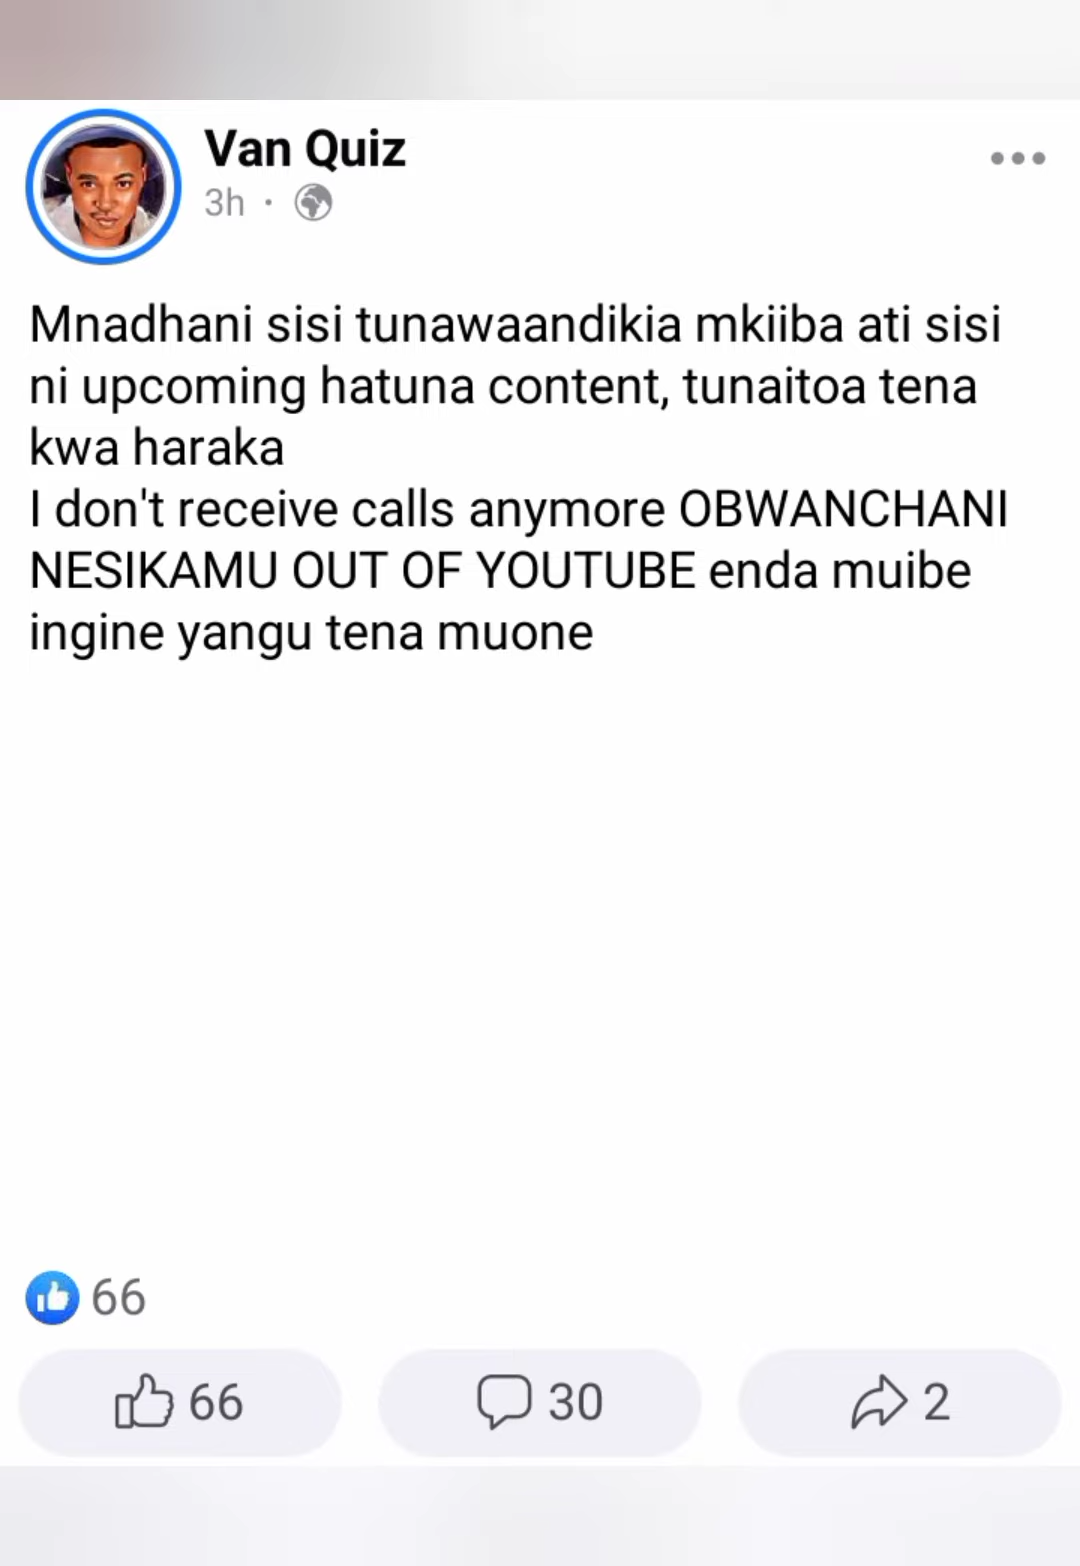 Van Quiz
3h ·
Mnadhani sisi tunawaandikia mkiiba ati sisi
ni upcoming hatuna content, tunaitoa tena
kwa haraka
I don't receive calls anymore OBWANCHANI
NESIKAMU OUT OF YOUTUBE enda muibe
ingine yangu tena muone
66
66
30
2